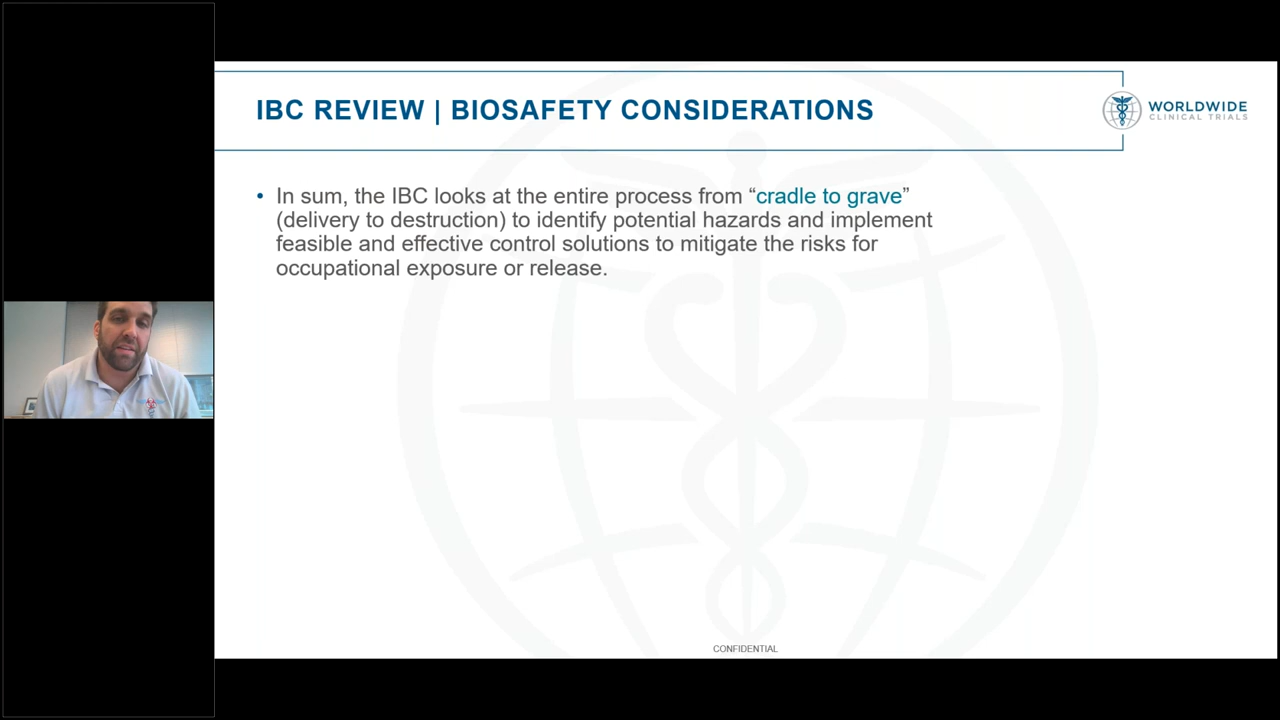 IBC REVIEW | BIOSAFETY CONSIDERATIONS
WORLDWIDE
CLINICAL TRIALS
• In sum, the IBC looks at the entire process from “cradle to grave”
(delivery to destruction) to identify potential hazards and implement
feasible and effective control solutions to mitigate the risks for
occupational exposure or release.
CONFIDENTIAL